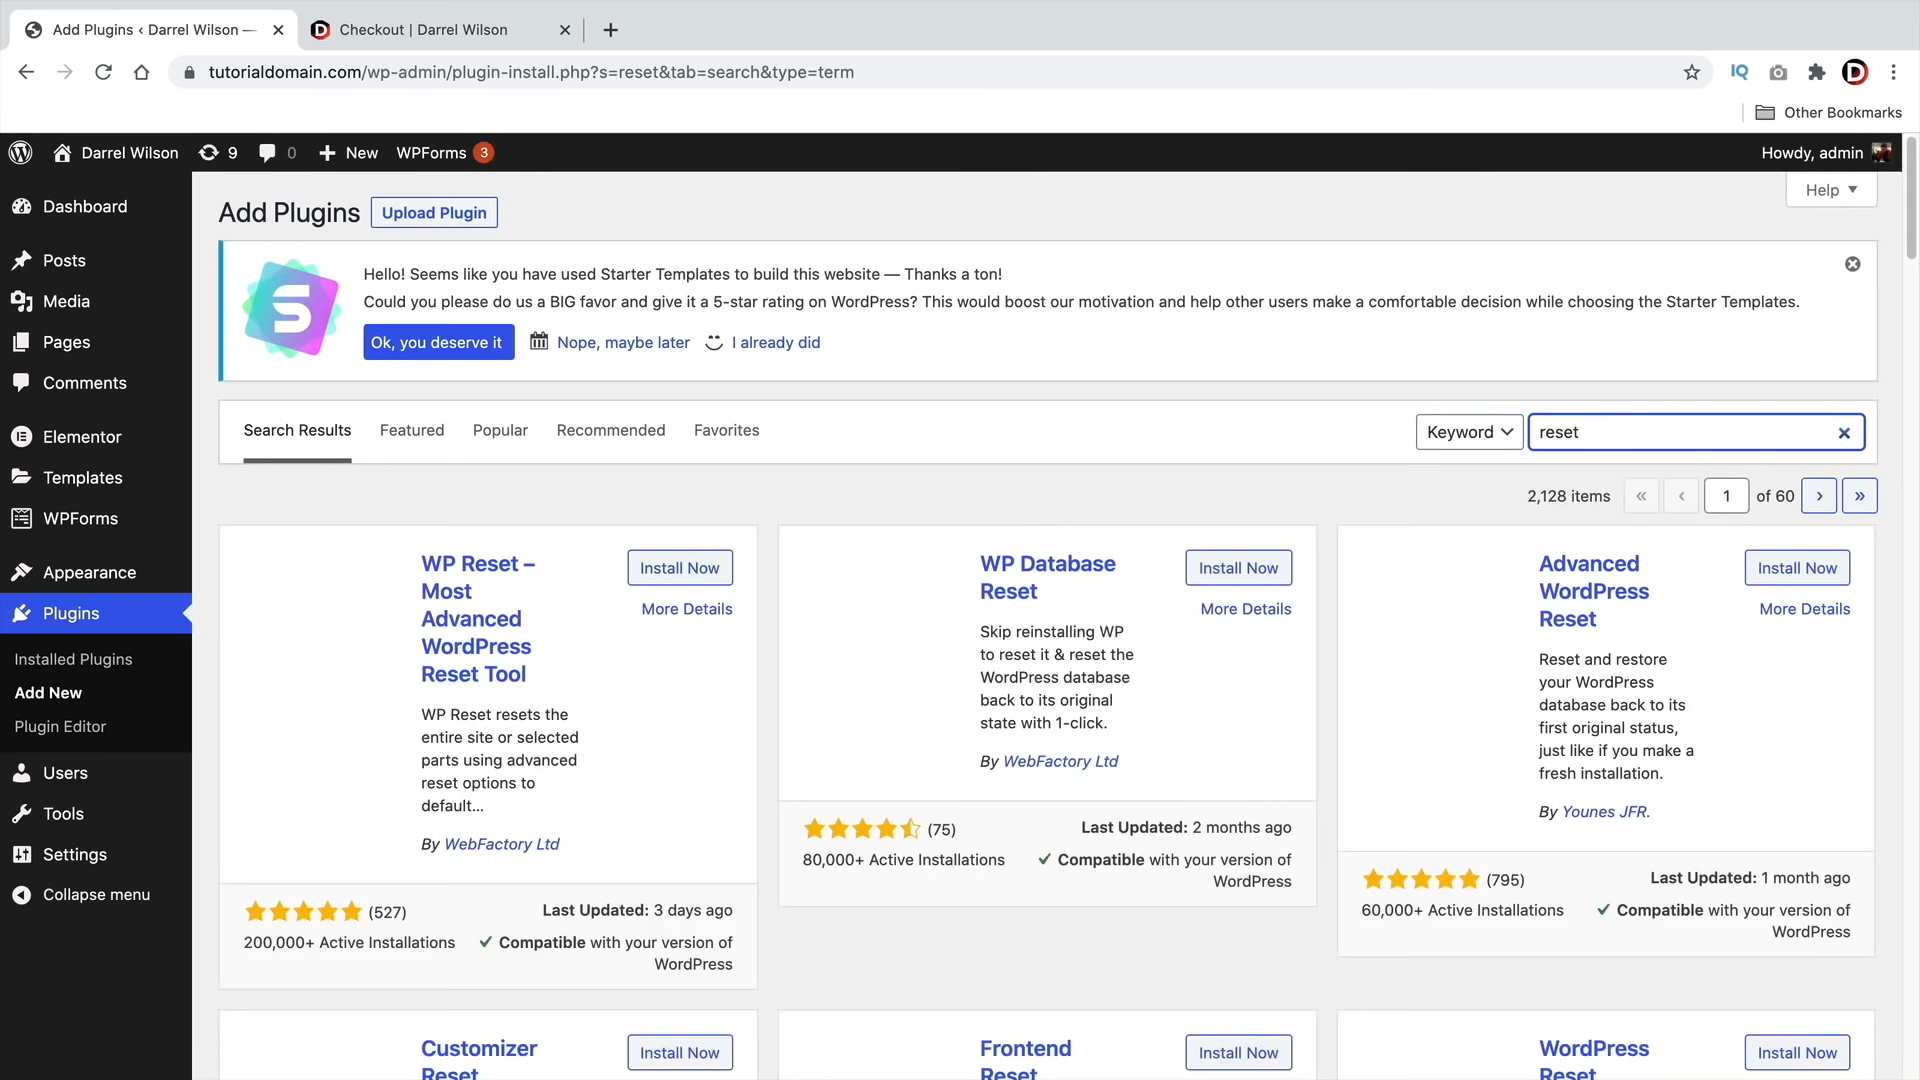 Add Plugins ‹ Darrel Wilson —
Checkout | Darrel Wilson
tutorialdomain.com/wp-admin/plugin-install.php?s=reset&tab=search&type=term
IQ
D
Other Bookmarks
Darrel Wilson
9
0
New
WPForms 3
Howdy, admin
Dashboard
Posts
Media
Pages
Comments
Elementor
Templates
WPForms
Appearance
Plugins
Installed Plugins
Add New
Plugin Editor
Users
Tools
Settings
Collapse menu
Help
Add Plugins
Upload Plugin
S
Hello! Seems like you have used Starter Templates to build this website — Thanks a ton!
Could you please do us a BIG favor and give it a 5-star rating on WordPress? This would boost our motivation and help other users make a comfortable decision while choosing the Starter Templates.
Ok, you deserve it
Nope, maybe later
I already did
Search Results
Featured
Popular
Recommended
Favorites
Keyword
reset
2,128 items « ‹ 1 of 60 › »
WP Reset –
Most
Advanced
WordPress
Reset Tool
Install Now
More Details
WP Reset resets the
entire site or selected
parts using advanced
reset options to
default...
By WebFactory Ltd
(527)
200,000+ Active Installations
Last Updated: 3 days ago
Compatible with your version of
WordPress
WP Database
Reset
Install Now
More Details
Skip reinstalling WP
to reset it & reset the
WordPress database
back to its original
state with 1-click.
By WebFactory Ltd
(75)
80,000+ Active Installations
Last Updated: 2 months ago
Compatible with your version of
WordPress
Advanced
WordPress
Reset
Install Now
More Details
Reset and restore
your WordPress
database back to its
first original status,
just like if you make a
fresh installation.
By Younes JFR.
(795)
60,000+ Active Installations
Last Updated: 1 month ago
Compatible with your version of
WordPress
Customizer
Reset
Install Now
Frontend
Reset
Install Now
WordPress
Reset
Install Now